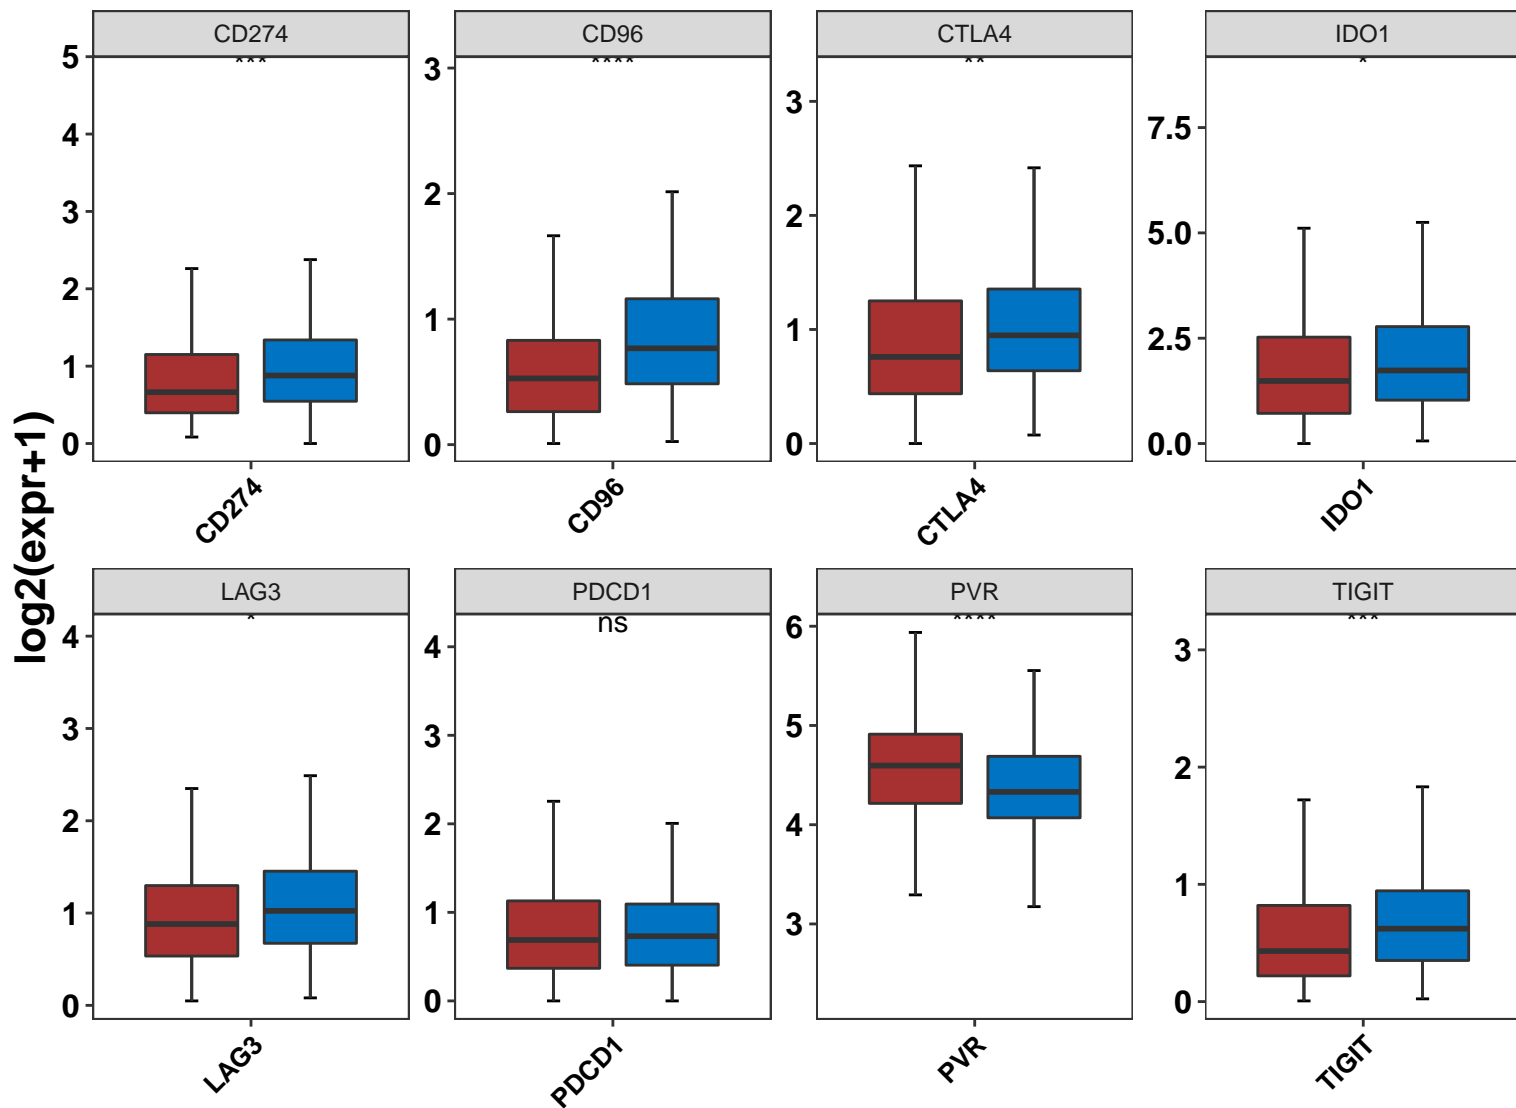 CD274 CD96 CTLA4 IDO1
*** **** ** *
5 4 3 2 1 0
3 2 1 0
3 2 1 0
7.5 5.0 2.5 0.0
CD274 CD96 CTLA4 IDO1
log2(expr+1)
LAG3 PDCD1 PVR TIGIT
* ns **** ***
4 3 2 1 0
4 3 2 1 0
6 5 4 3
3 2 1 0
LAG3 PDCD1 PVR TIGIT